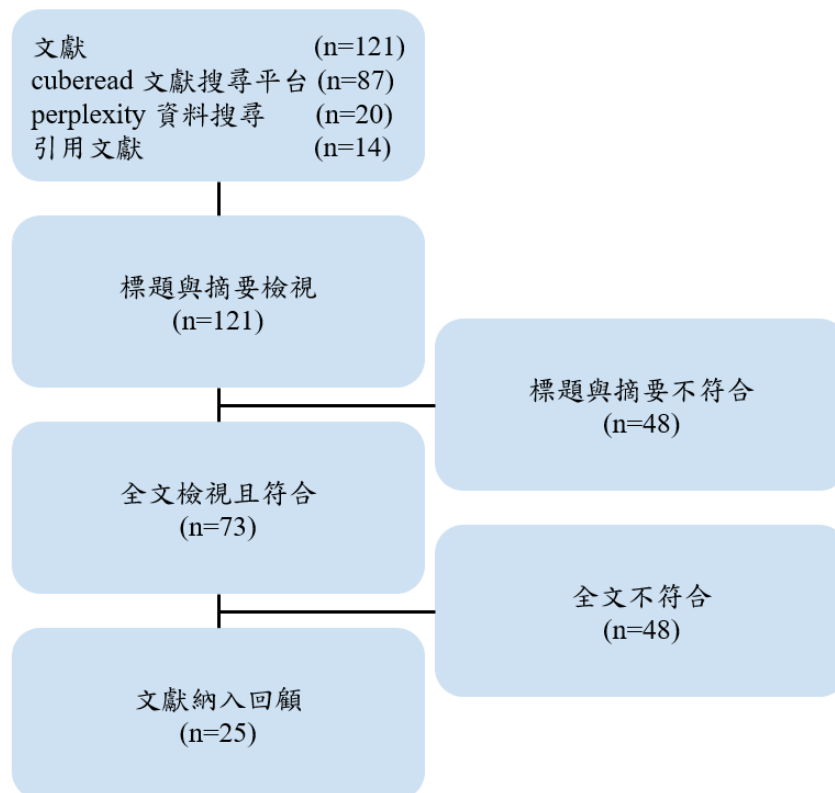 文獻 (n=121)
cuberead 文獻搜尋平台 (n=87)
perplexity 資料搜尋 (n=20)
引用文獻 (n=14)
標題與摘要檢視
(n=121)
標題與摘要不符合
(n=48)
全文檢視且符合
(n=73)
全文不符合
(n=48)
文獻納入回顧
(n=25)